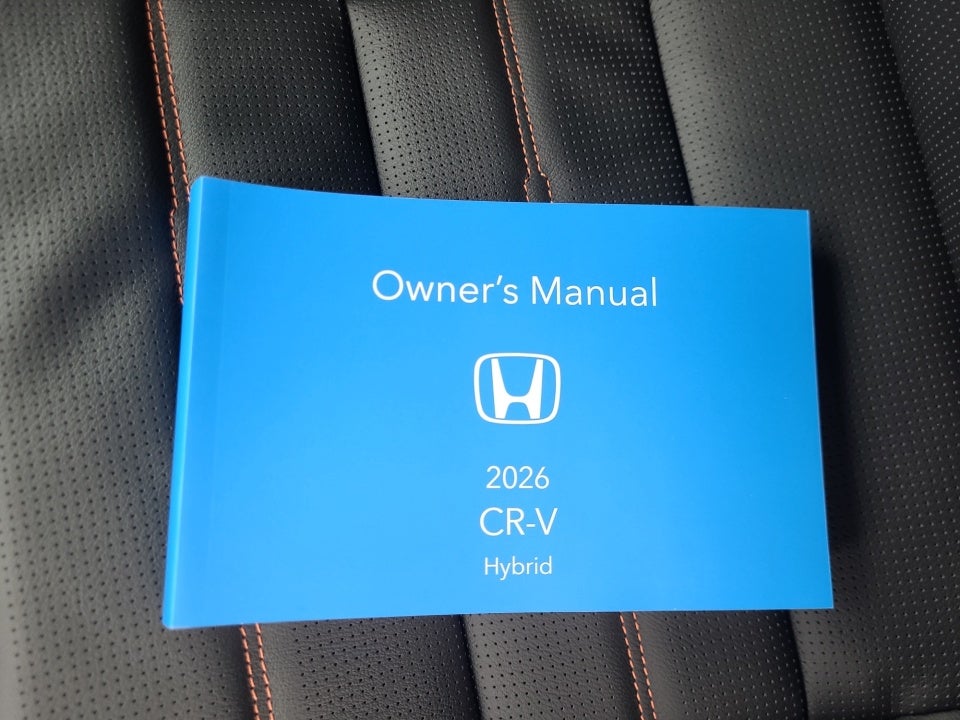 Owner's Manual
2026
CR-V
Hybrid